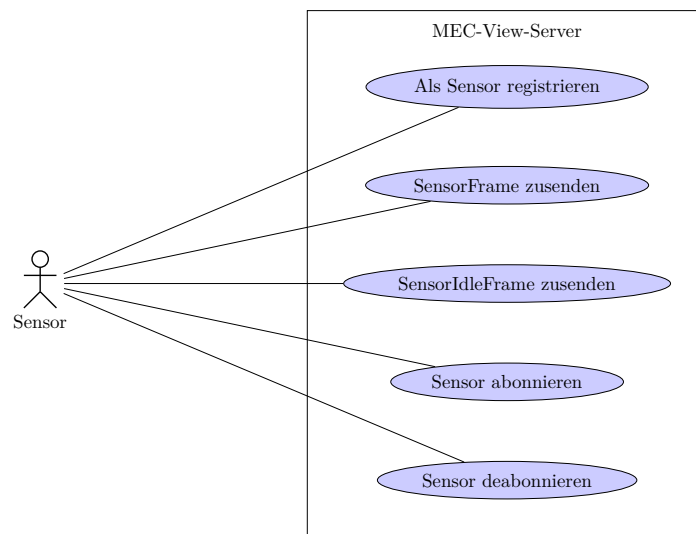 MEC-View-Server
Als Sensor registrieren
SensorFrame zusenden
SensorIdleFrame zusenden
Sensor
Sensor abonnieren
Sensor deabonnieren